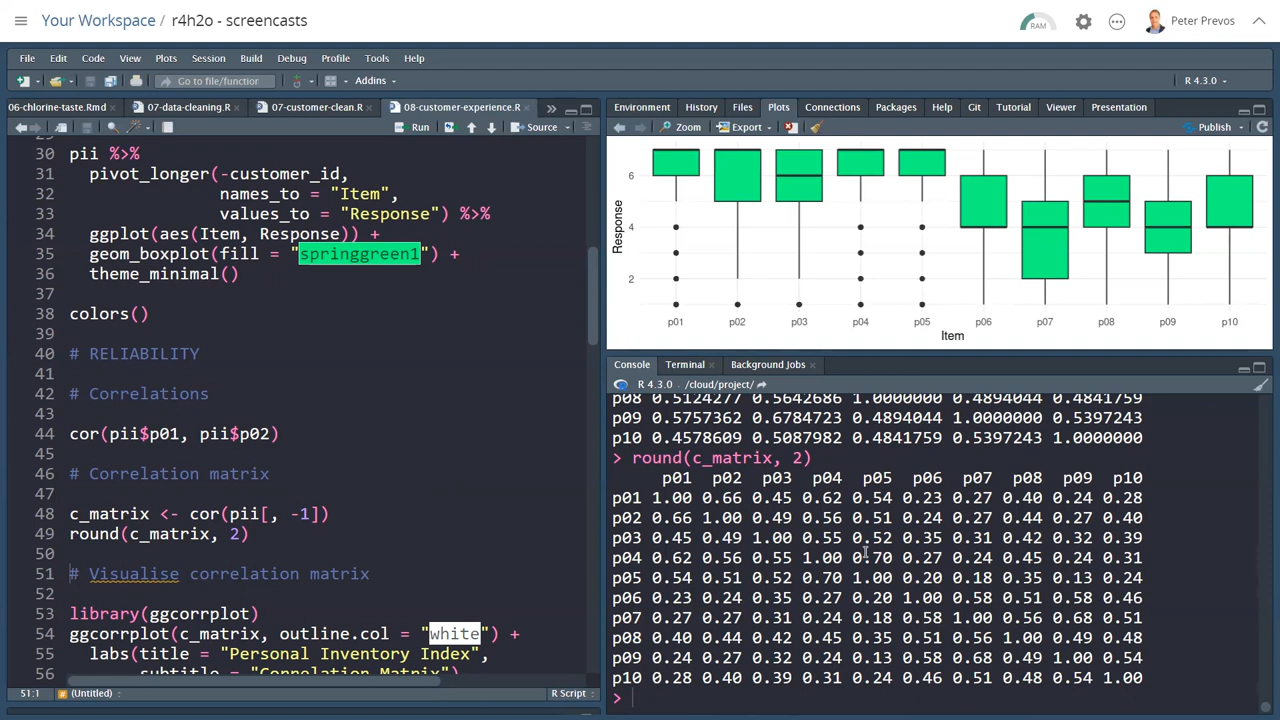 Your Workspace / r4h2o - screencasts
RAM
Peter Prevos
File Edit Code View Plots Session Build Debug Profile Tools Help
Go to file/function
Addins
R 4.3.0
06-chlorine-taste.Rmd
07-data-cleaning.R
07-customer-clean.R
08-customer-experience.R
Run
Source
29
30 pii %>%
31 pivot_longer(-customer_id,
32 names_to = "Item",
33 values_to = "Response") %>%
34 ggplot(aes(Item, Response)) +
35 geom_boxplot(fill = "springgreen1") +
36 theme_minimal()
37
38 colors()
39
40 # RELIABILITY
41
42 # Correlations
43
44 cor(pii$p01, pii$p02)
45
46 # Correlation matrix
47
48 c_matrix <- cor(pii[, -1])
49 round(c_matrix, 2)
50
51 # Visualise correlation matrix
52
53 library(ggcorrplot)
54 ggcorrplot(c_matrix, outline.col = "white") +
55 labs(title = "Personal Inventory Index",
56 subtitle = "Correlation Matrix")
51:1 (Untitled) R Script
Environment History Files Plots Connections Packages Help Git Tutorial Viewer Presentation
Zoom Export Publish
Response
6
4
2
p01 p02 p03 p04 p05 p06 p07 p08 p09 p10
Item
Console Terminal Background Jobs
R 4.3.0 . /cloud/project/
p08 0.5124277 0.5642686 1.0000000 0.4894044 0.4841759
p09 0.5757362 0.6784723 0.4894044 1.0000000 0.5397243
p10 0.4578609 0.5087982 0.4841759 0.5397243 1.0000000
> round(c_matrix, 2)
p01 p02 p03 p04 p05 p06 p07 p08 p09 p10
p01 1.00 0.66 0.45 0.62 0.54 0.23 0.27 0.40 0.24 0.28
p02 0.66 1.00 0.49 0.56 0.51 0.24 0.27 0.44 0.27 0.40
p03 0.45 0.49 1.00 0.55 0.52 0.35 0.31 0.42 0.32 0.39
p04 0.62 0.56 0.55 1.00 0.70 0.27 0.24 0.45 0.24 0.31
p05 0.54 0.51 0.52 0.70 1.00 0.20 0.18 0.35 0.13 0.24
p06 0.23 0.24 0.35 0.27 0.20 1.00 0.58 0.51 0.58 0.46
p07 0.27 0.27 0.31 0.24 0.18 0.58 1.00 0.56 0.68 0.51
p08 0.40 0.44 0.42 0.45 0.35 0.51 0.56 1.00 0.49 0.48
p09 0.24 0.27 0.32 0.24 0.13 0.58 0.68 0.49 1.00 0.54
p10 0.28 0.40 0.39 0.31 0.24 0.46 0.51 0.48 0.54 1.00
>